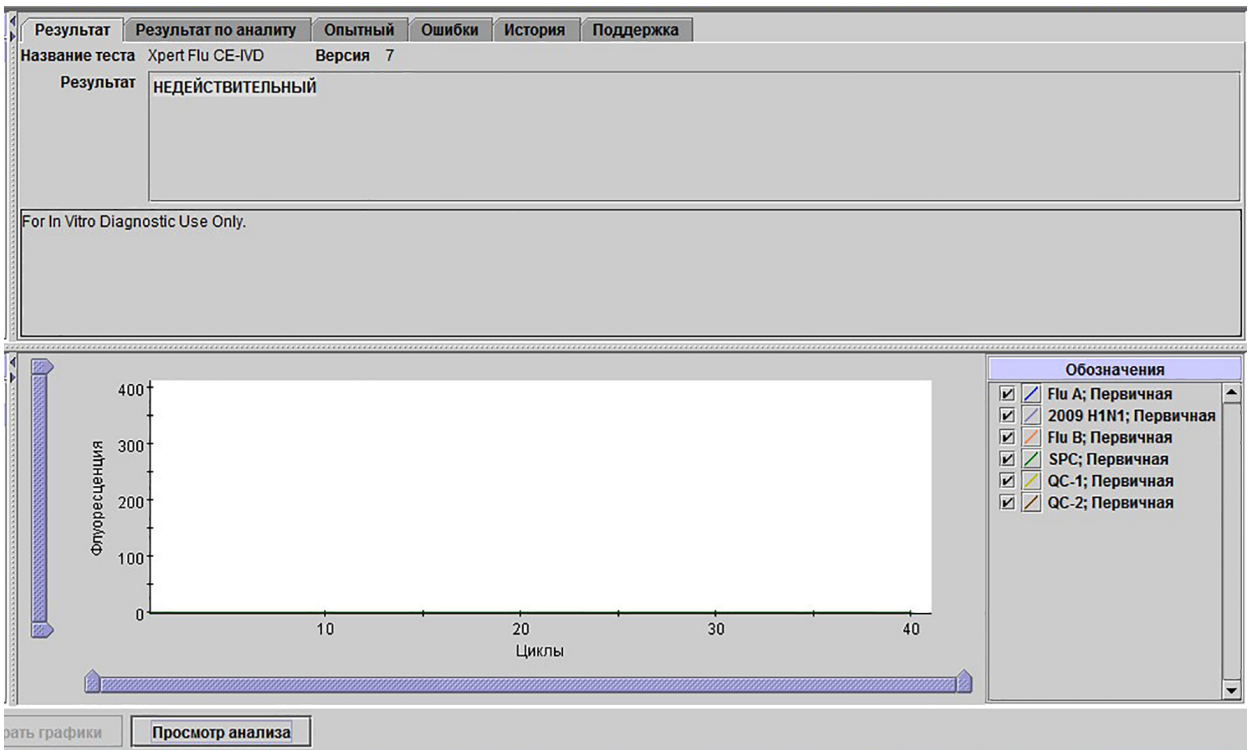 Результат Результат по аналиту Опытный Ошибки История Поддержка
Название теста Xpert Flu CE-IVD Версия 7
Результат НЕДЕЙСТВИТЕЛЬНЫЙ
For In Vitro Diagnostic Use Only.
Обозначения
Flu A; Первичная
2009 H1N1; Первичная
Flu B; Первичная
SPC; Первичная
QC-1; Первичная
QC-2; Первичная
Флуоресценция
400
300
200
100
0
10 20 30 40
Циклы
графики Просмотр анализа